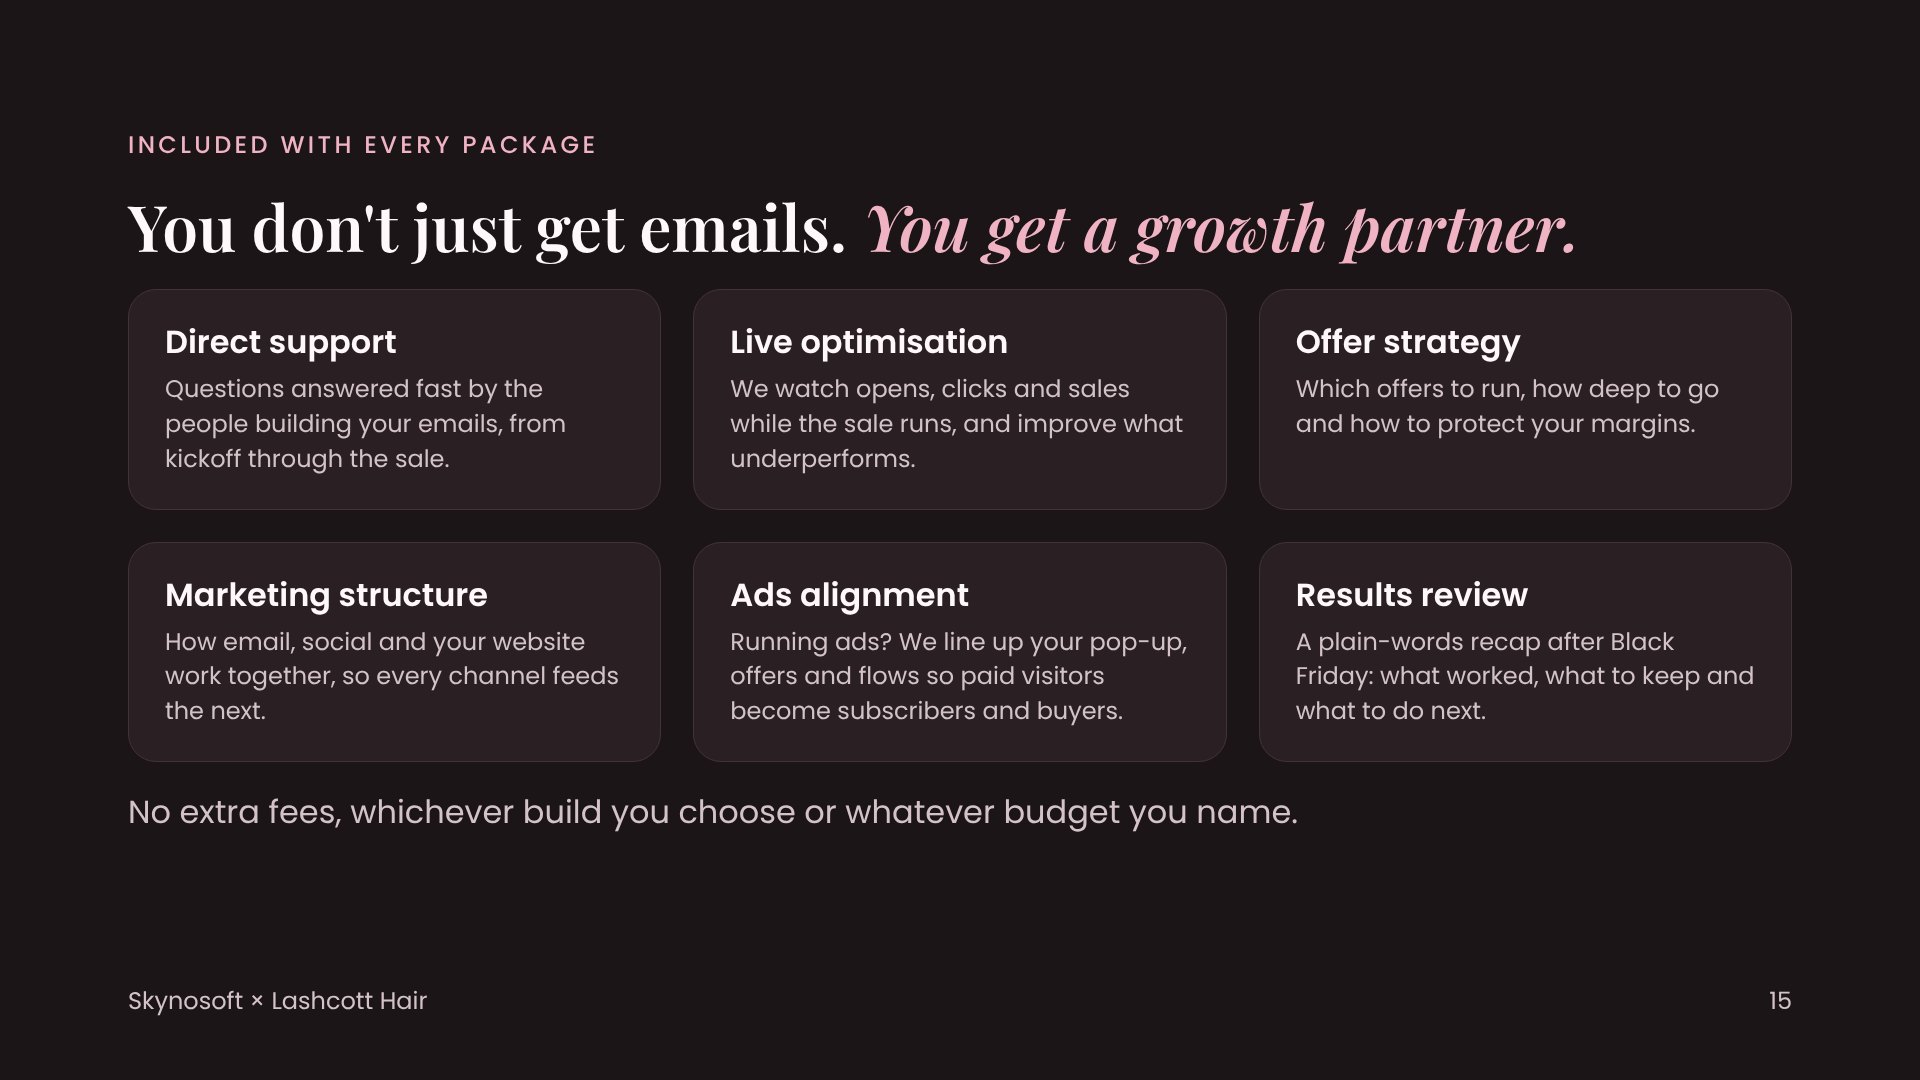 INCLUDED WITH EVERY PACKAGE
You don't just get emails. You get a growth partner.
Direct support
Questions answered fast by the
people building your emails, from
kickoff through the sale.
Live optimisation
We watch opens, clicks and sales
while the sale runs, and improve what
underperforms.
Offer strategy
Which offers to run, how deep to go
and how to protect your margins.
Marketing structure
How email, social and your website
work together, so every channel feeds
the next.
Ads alignment
Running ads? We line up your pop-up,
offers and flows so paid visitors
become subscribers and buyers.
Results review
A plain-words recap after Black
Friday: what worked, what to keep and
what to do next.
No extra fees, whichever build you choose or whatever budget you name.
Skynosoft × Lashcott Hair
15